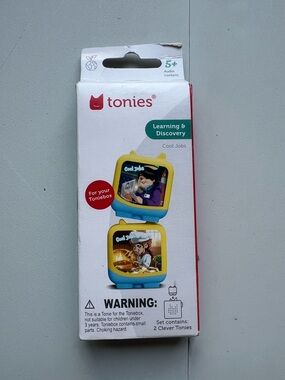 5+
Audio
content
tonies®
Learning &
Discovery
Cool Jobs
For your
Toniebox
Cool Jobs
Cool Jobs
WARNING:
This is a Tonie for the Toniebox,
not suitable for children under
3 years. Toniebox contains small
parts. Choking hazard
Set contains:
2 Clever Tonies